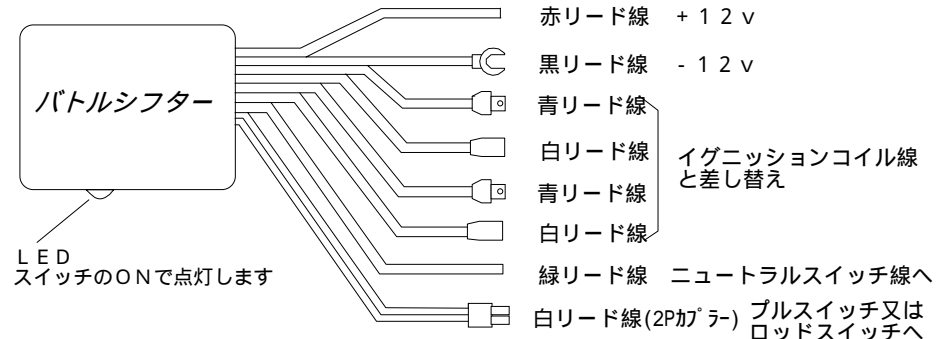 赤リード線　+１２v
黒リード線　-１２v
バトルシフター
青リード線
白リード線
青リード線
白リード線
イグニッションコイル線
と差し替え
ＬＥＤ
スイッチのＯＮで点灯します
緑リード線　ニュートラルスイッチ線へ
白リード線(2Pｶﾌﾟﾗｰ)　プルスイッチ又は
ロッドスイッチへ